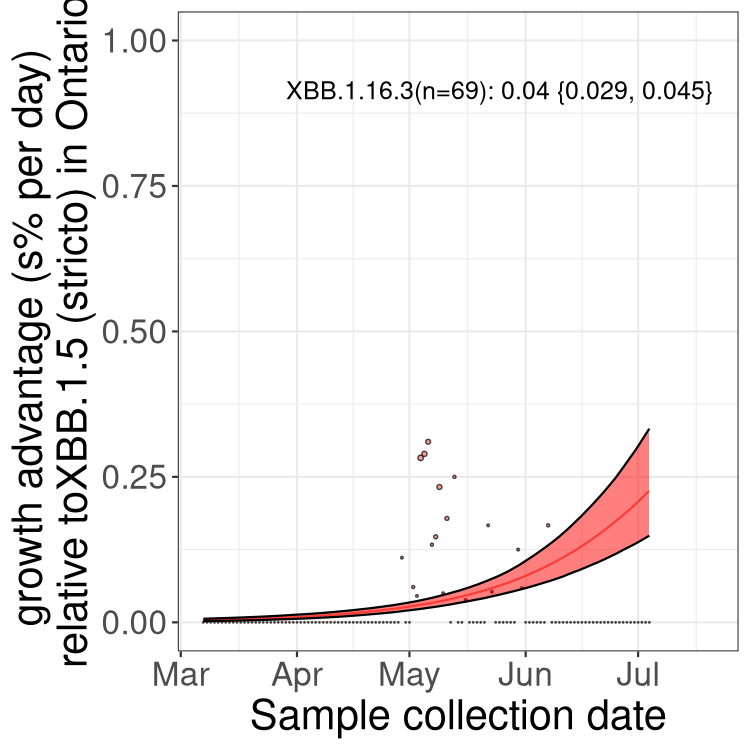 growth advantage (s% per day)
relative toXBB.1.5 (stricto) in Ontario
1.00
XBB.1.16.3(n=69): 0.04 {0.029, 0.045}
0.75
0.50
0.25
0.00
Mar Apr May Jun Jul
Sample collection date